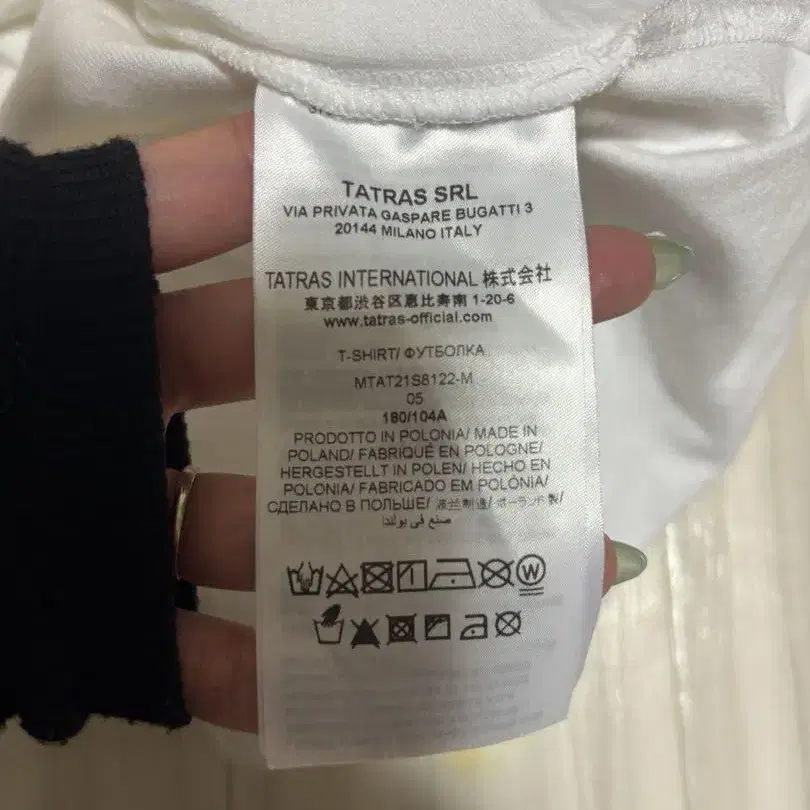 TATRAS SRL
VIA PRIVATA GASPARE BUGATTI 3
20144 MILANO ITALY
TATRAS INTERNATIONAL 株式会社
東京都渋谷区恵比寿南 1-20-6
www.tatras-official.com
T-SHIRT/ ФУТБОЛКА
MTAT21S8122-M
05
180/104A
PRODOTTO IN POLONIA/ MADE IN
POLAND/ FABRIQUÉ EN POLOGNE/
HERGESTELLT IN POLEN/ HECHO EN
POLONIA/ FABRICADO EM POLÓNIA/
СДЕЛАНО В ПОЛЬШЕ/ 波兰制造/ ポーランド製/
صنع في بولندا
W